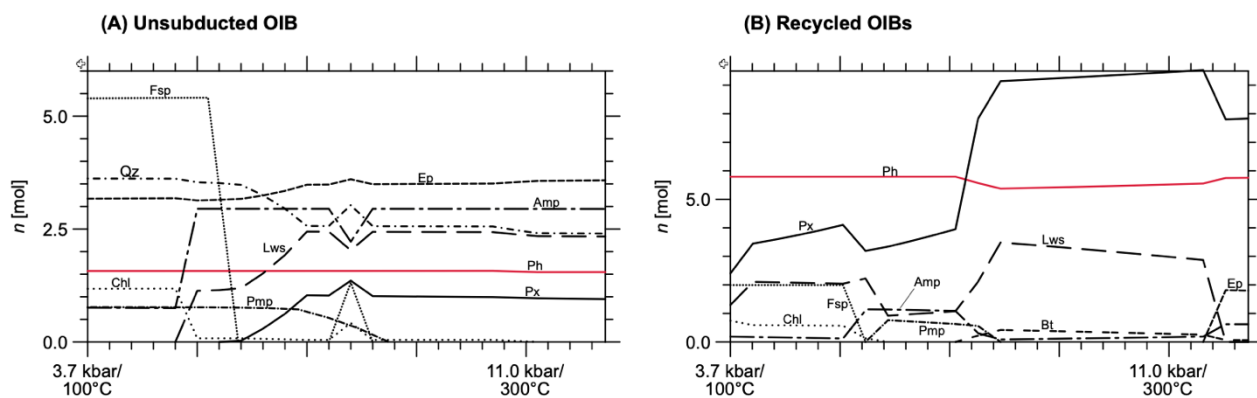 (A) Unsubducted OIB
Fsp
5.0
Qz
Ep
Amp
n [mol]
2.5
Lws
Ph
Chl
Pmp
Px
0.0
3.7 kbar/
100°C
11.0 kbar/
300°C
(B) Recycled OIBs
Ph
5.0
Px
n [mol]
Lws
Amp
Fsp
Ep
Chl
Pmp
Bt
0.0
3.7 kbar/
100°C
11.0 kbar/
300°C